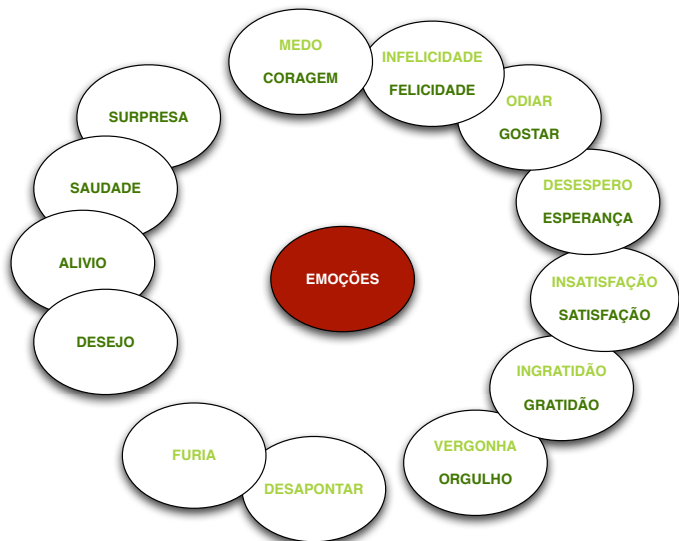 MEDO
CORAGEM
INFELICIDADE
FELICIDADE
ODIAR
GOSTAR
DESESPERO
ESPERANÇA
INSATISFAÇÃO
SATISFAÇÃO
INGRATIDÃO
GRATIDÃO
VERGONHA
ORGULHO
DESAPONTAR
FURIA
DESEJO
ALIVIO
SAUDADE
SURPRESA
EMOÇÕES